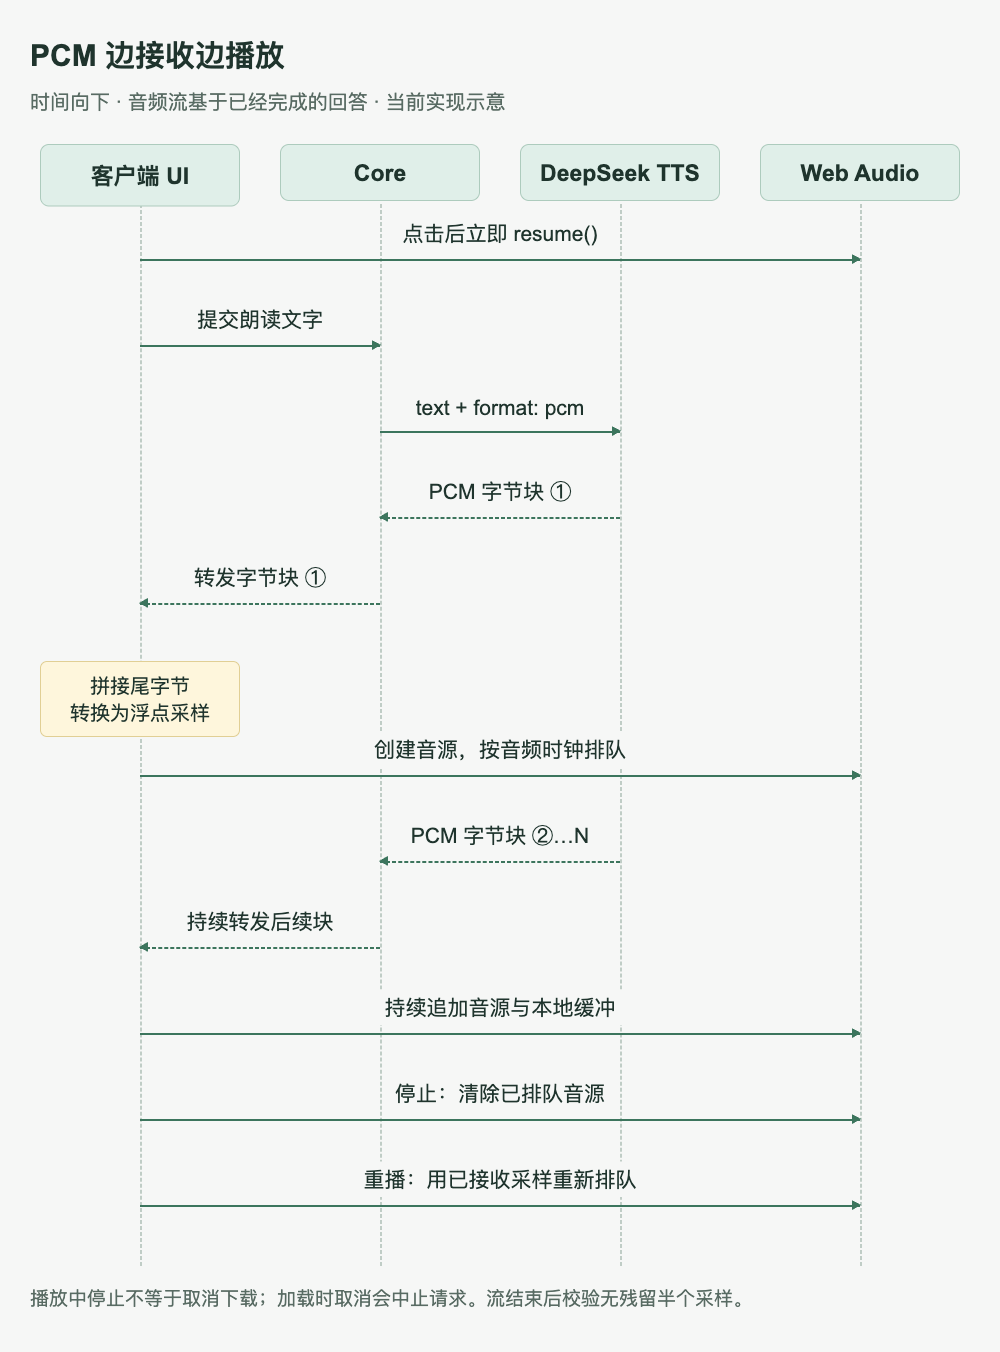 PCM 边接收边播放
时间向下 · 音频流基于已经完成的回答 · 当前实现示意
客户端 UI
Core
DeepSeek TTS
Web Audio
点击后立即 resume()
提交朗读文字
text + format: pcm
PCM 字节块 ①
转发字节块 ①
拼接尾字节
转换为浮点采样
创建音源，按音频时钟排队
PCM 字节块 ②…N
持续转发后续块
持续追加音源与本地缓冲
停止：清除已排队音源
重播：用已接收采样重新排队
播放中停止不等于取消下载；加载时取消会中止请求。流结束后校验无残留半个采样。